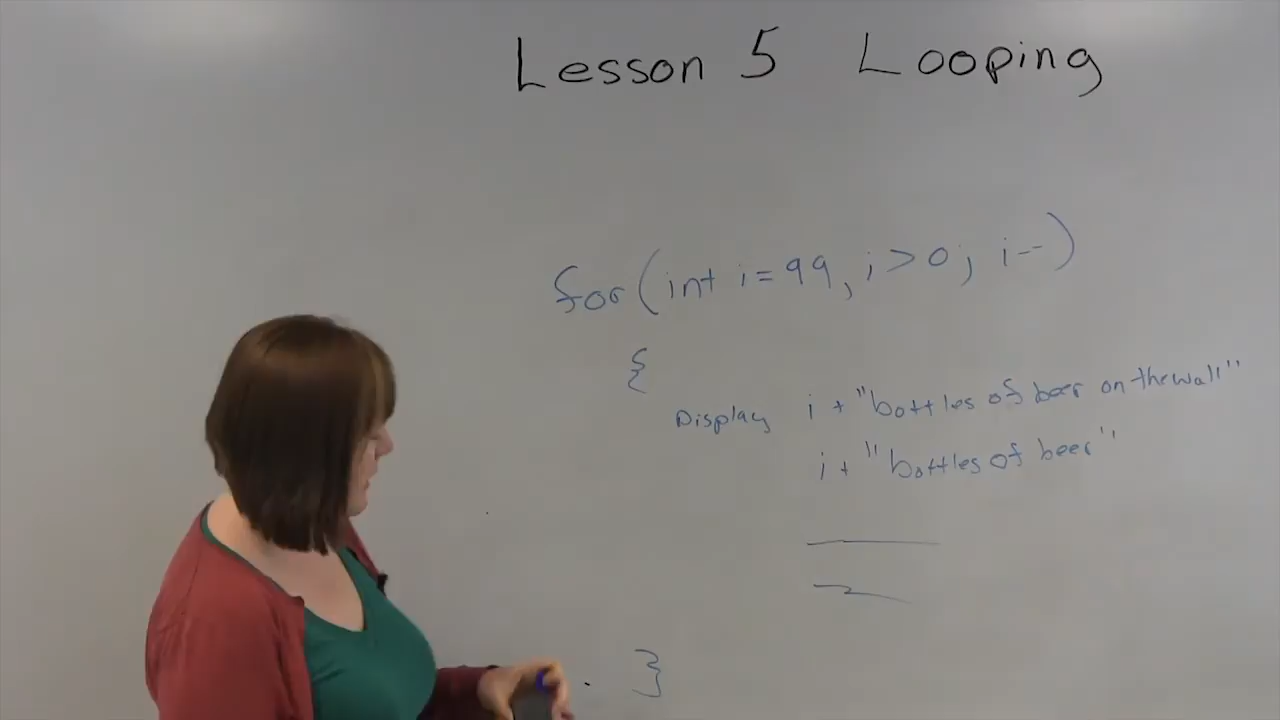 Lesson 5 Looping
for(int i=99, i>0; i--)
{
Display i + "bottles of beer on the wall"
i + "bottles of beer"
}